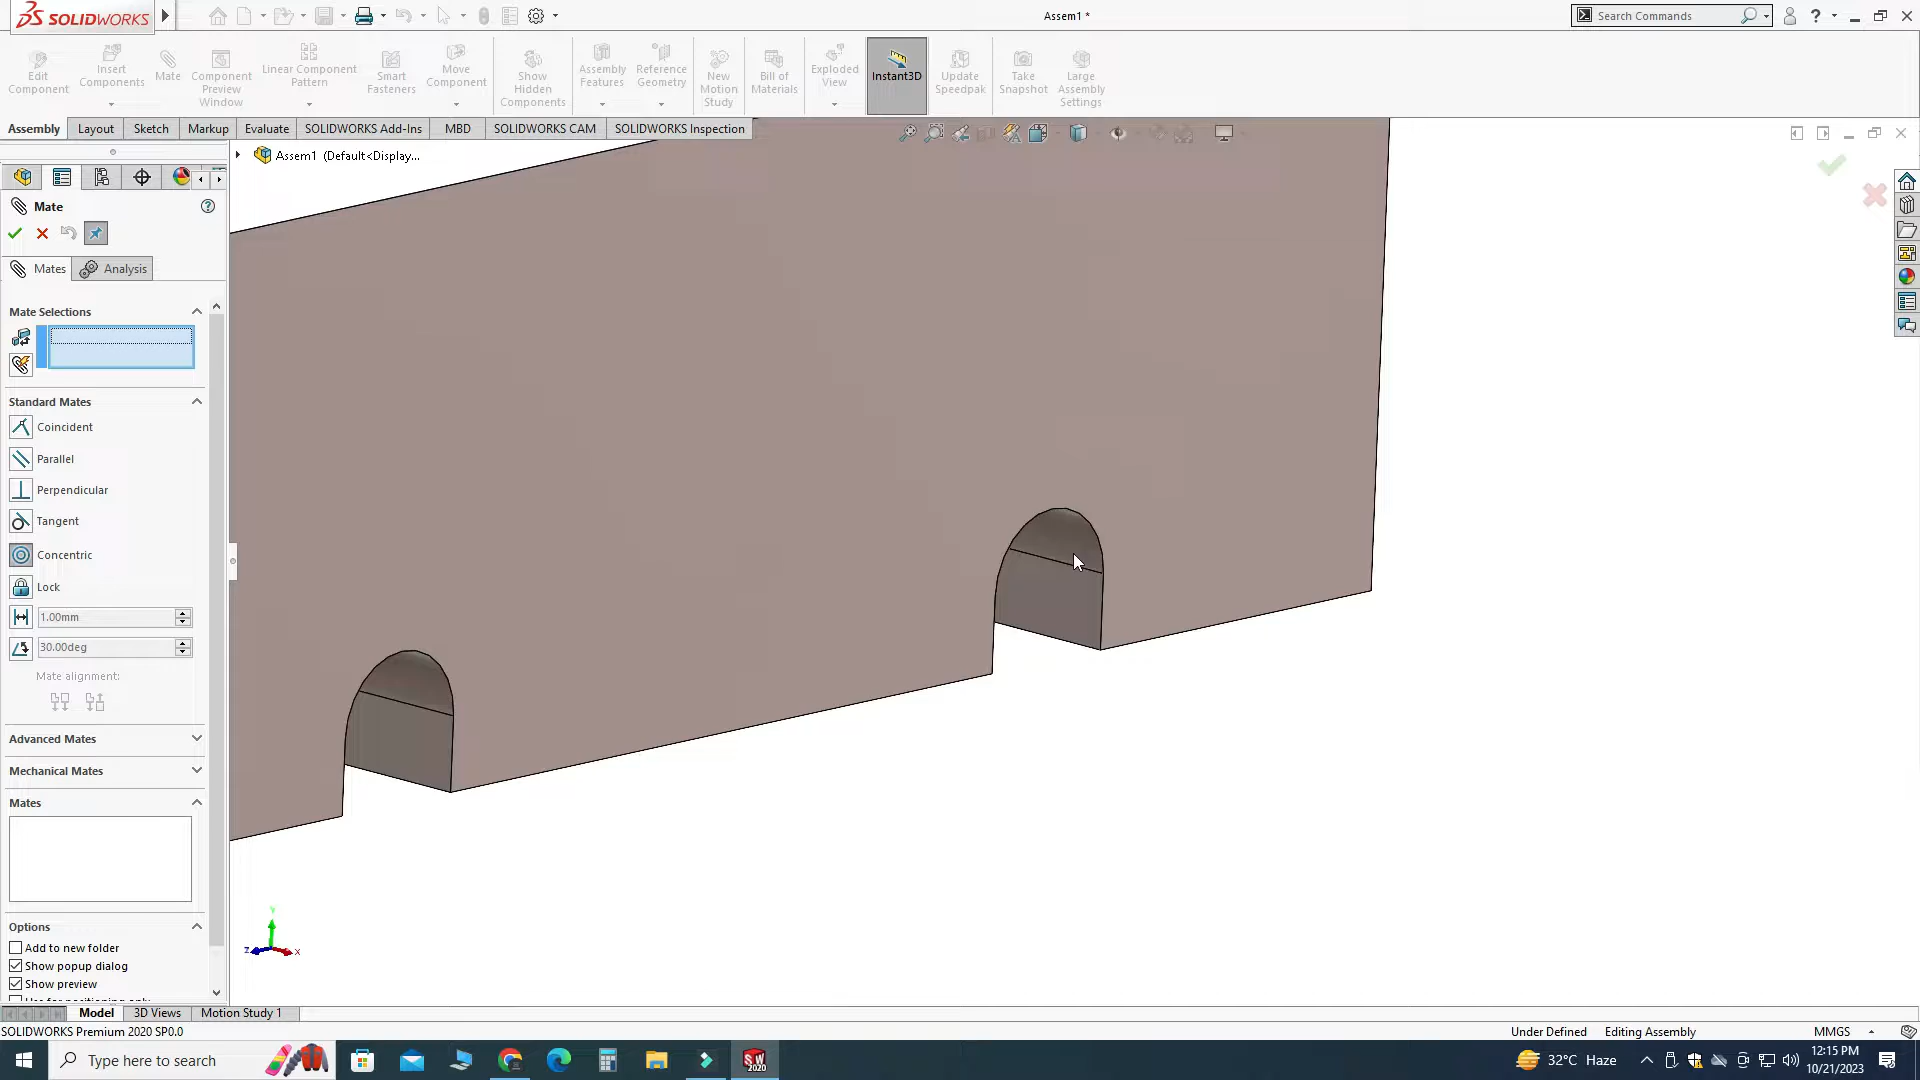 SOLIDWORKS
Assem1 *
Search Commands
Edit Component
Insert Components
Mate
Component Preview Window
Linear Component Pattern
Smart Fasteners
Move Component
Show Hidden Components
Assembly Features
Reference Geometry
New Motion Study
Bill of Materials
Exploded View
Instant3D
Update Speedpak
Take Snapshot
Large Assembly Settings
Assembly
Layout
Sketch
Markup
Evaluate
SOLIDWORKS Add-Ins
MBD
SOLIDWORKS CAM
SOLIDWORKS Inspection
Assem1 (Default<Display...
Mate
Mates
Analysis
Mate Selections
Standard Mates
Coincident
Parallel
Perpendicular
Tangent
Concentric
Lock
1.00mm
30.00deg
Mate alignment:
Advanced Mates
Mechanical Mates
Mates
Options
Add to new folder
Show popup dialog
Show preview
Y
Z
X
Model
3D Views
Motion Study 1
SOLIDWORKS Premium 2020 SP0.0
Under Defined
Editing Assembly
MMGS
Type here to search
SW
2020
32°C Haze
12:15 PM
10/21/2023